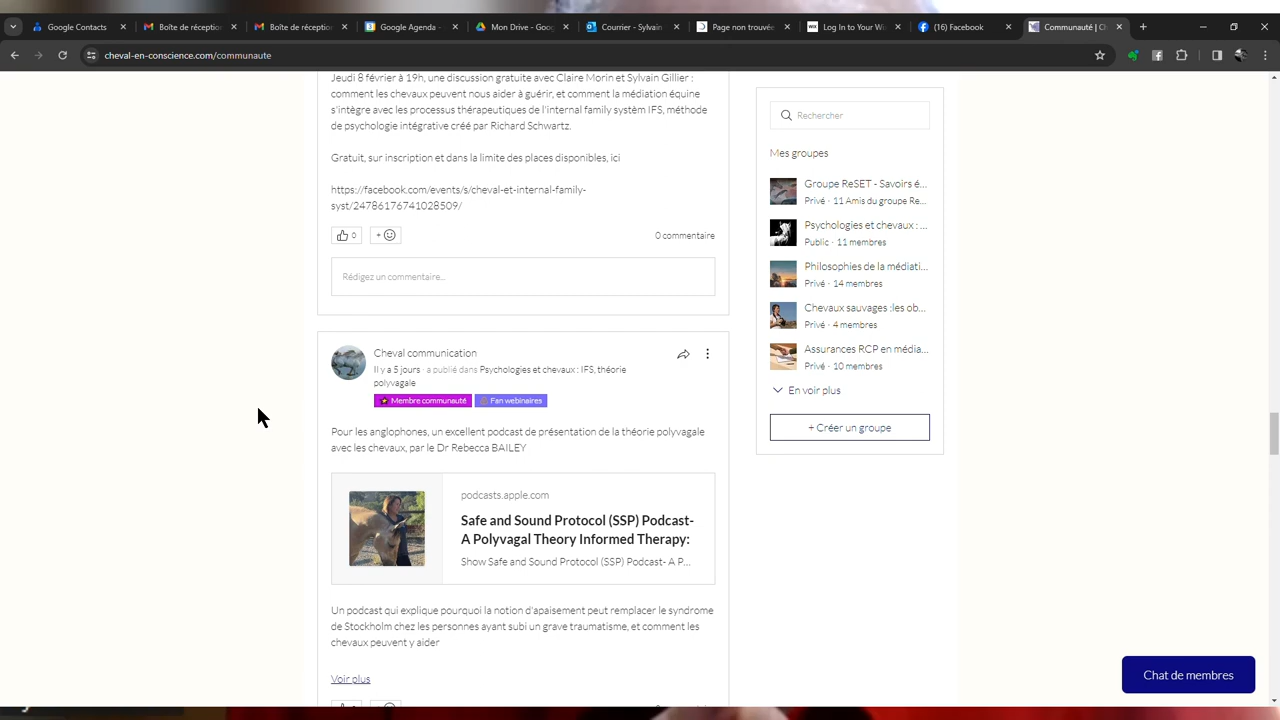 Google Contacts
Boîte de réception
Boîte de réception
Google Agenda -
Mon Drive - Goog
Courrier - Sylvain
Page non trouvée
Log In to Your Wi
(16) Facebook
Communauté | Ch
cheval-en-conscience.com/communaute
Jeudi 8 février à 19h, une discussion gratuite avec Claire Morin et Sylvain Gillier :
comment les chevaux peuvent nous aider à guérir, et comment la médiation équine
s'intègre avec les processus thérapeutiques de l'internal family systèm IFS, méthode
de psychologie intégrative créé par Richard Schwartz.
Gratuit, sur inscription et dans la limite des places disponibles, ici
https://facebook.com/events/s/cheval-et-internal-family-
syst/24786176741028509/
0
+
0 commentaire
Rédigez un commentaire...
Cheval communication
Il y a 5 jours · a publié dans Psychologies et chevaux : IFS, théorie
polyvagale
Membre communauté
Fan webinaires
Pour les anglophones, un excellent podcast de présentation de la théorie polyvagale
avec les chevaux, par le Dr Rebecca BAILEY
podcasts.apple.com
Safe and Sound Protocol (SSP) Podcast-
A Polyvagal Theory Informed Therapy:
Show Safe and Sound Protocol (SSP) Podcast- A P...
Un podcast qui explique pourquoi la notion d'apaisement peut remplacer le syndrome
de Stockholm chez les personnes ayant subi un grave traumatisme, et comment les
chevaux peuvent y aider
Voir plus
Rechercher
Mes groupes
Groupe ReSET - Savoirs é...
Privé · 11 Amis du groupe Re...
Psychologies et chevaux : ...
Public · 11 membres
Philosophies de la médiati...
Privé · 14 membres
Chevaux sauvages :les ob...
Privé · 4 membres
Assurances RCP en média...
Privé · 10 membres
En voir plus
+ Créer un groupe
Chat de membres